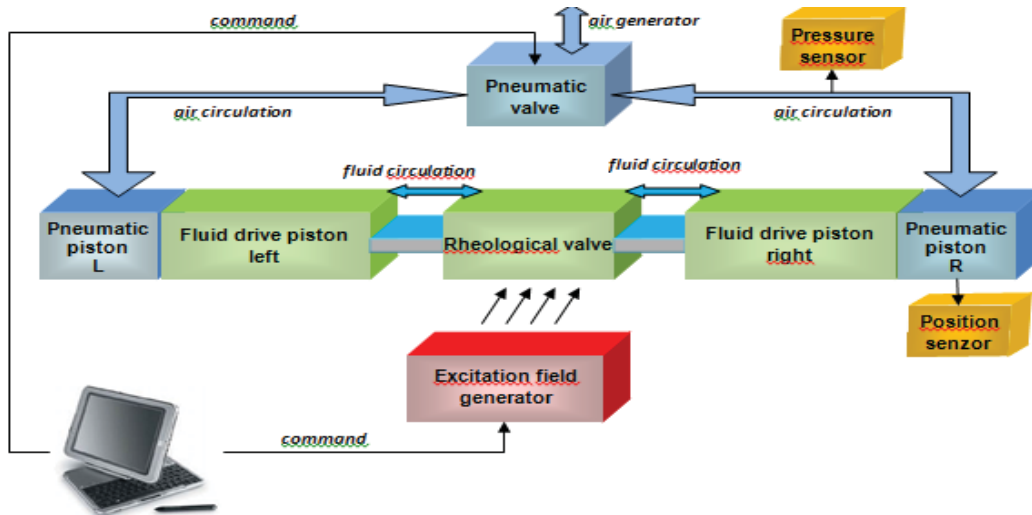 command
air generator
Pressure
sensor
Pneumatic
valve
air circulation
air circulation
fluid circulation
fluid circulation
Pneumatic
piston
L
Fluid drive piston
left
Rheological valve
Fluid drive piston
right
Pneumatic
piston
R
Position
senzor
Excitation field
generator
command